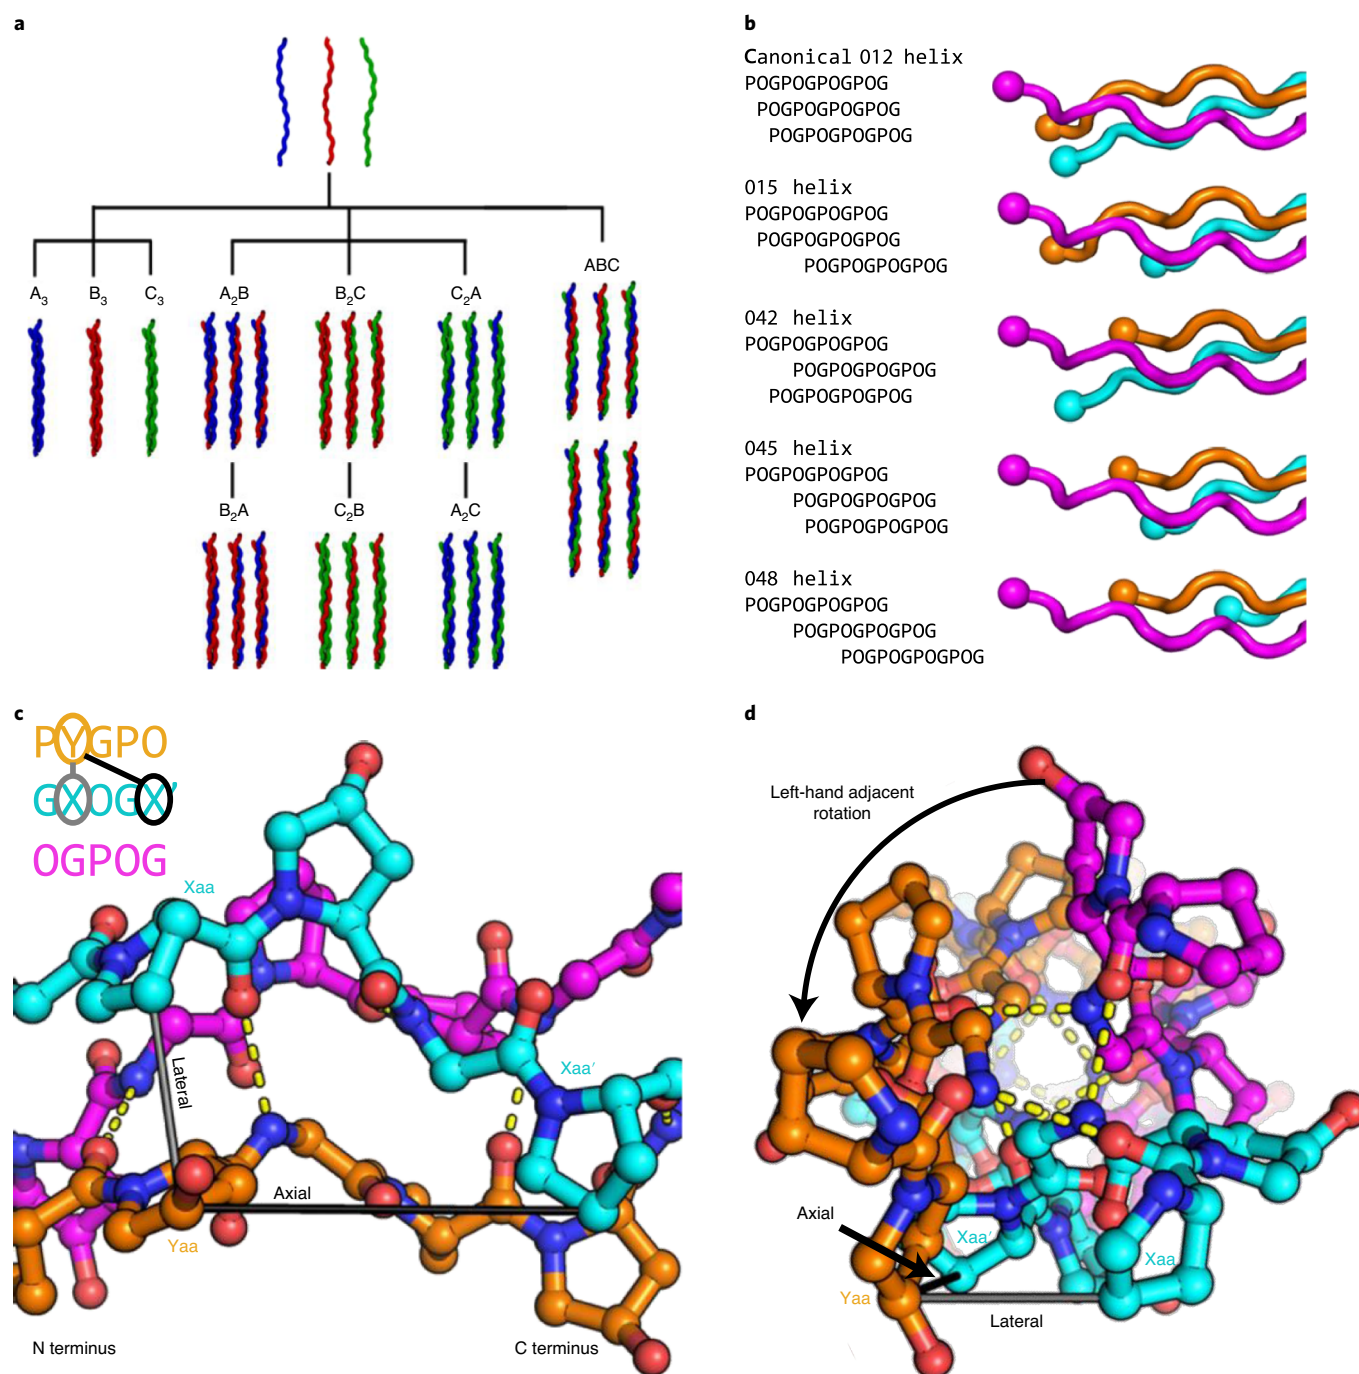 a
A3 B3 C3 A2B B2C C2A ABC
B2A C2B A2C
b
Canonical 012 helix
POGPOGPOGPOG
POGPOGPOGPOG
POGPOGPOGPOG
015 helix
POGPOGPOGPOG
POGPOGPOGPOG
POGPOGPOGPOG
042 helix
POGPOGPOGPOG
POGPOGPOGPOG
POGPOGPOGPOG
045 helix
POGPOGPOGPOG
POGPOGPOGPOG
POGPOGPOGPOG
048 helix
POGPOGPOGPOG
POGPOGPOGPOG
POGPOGPOGPOG
c
PYGPO
GXOGX′
OGPOG
Xaa
Lateral
Xaa′
Axial
Yaa
N terminus
C terminus
d
Left-hand adjacent
rotation
Axial
Xaa′
Xaa
Yaa
Lateral